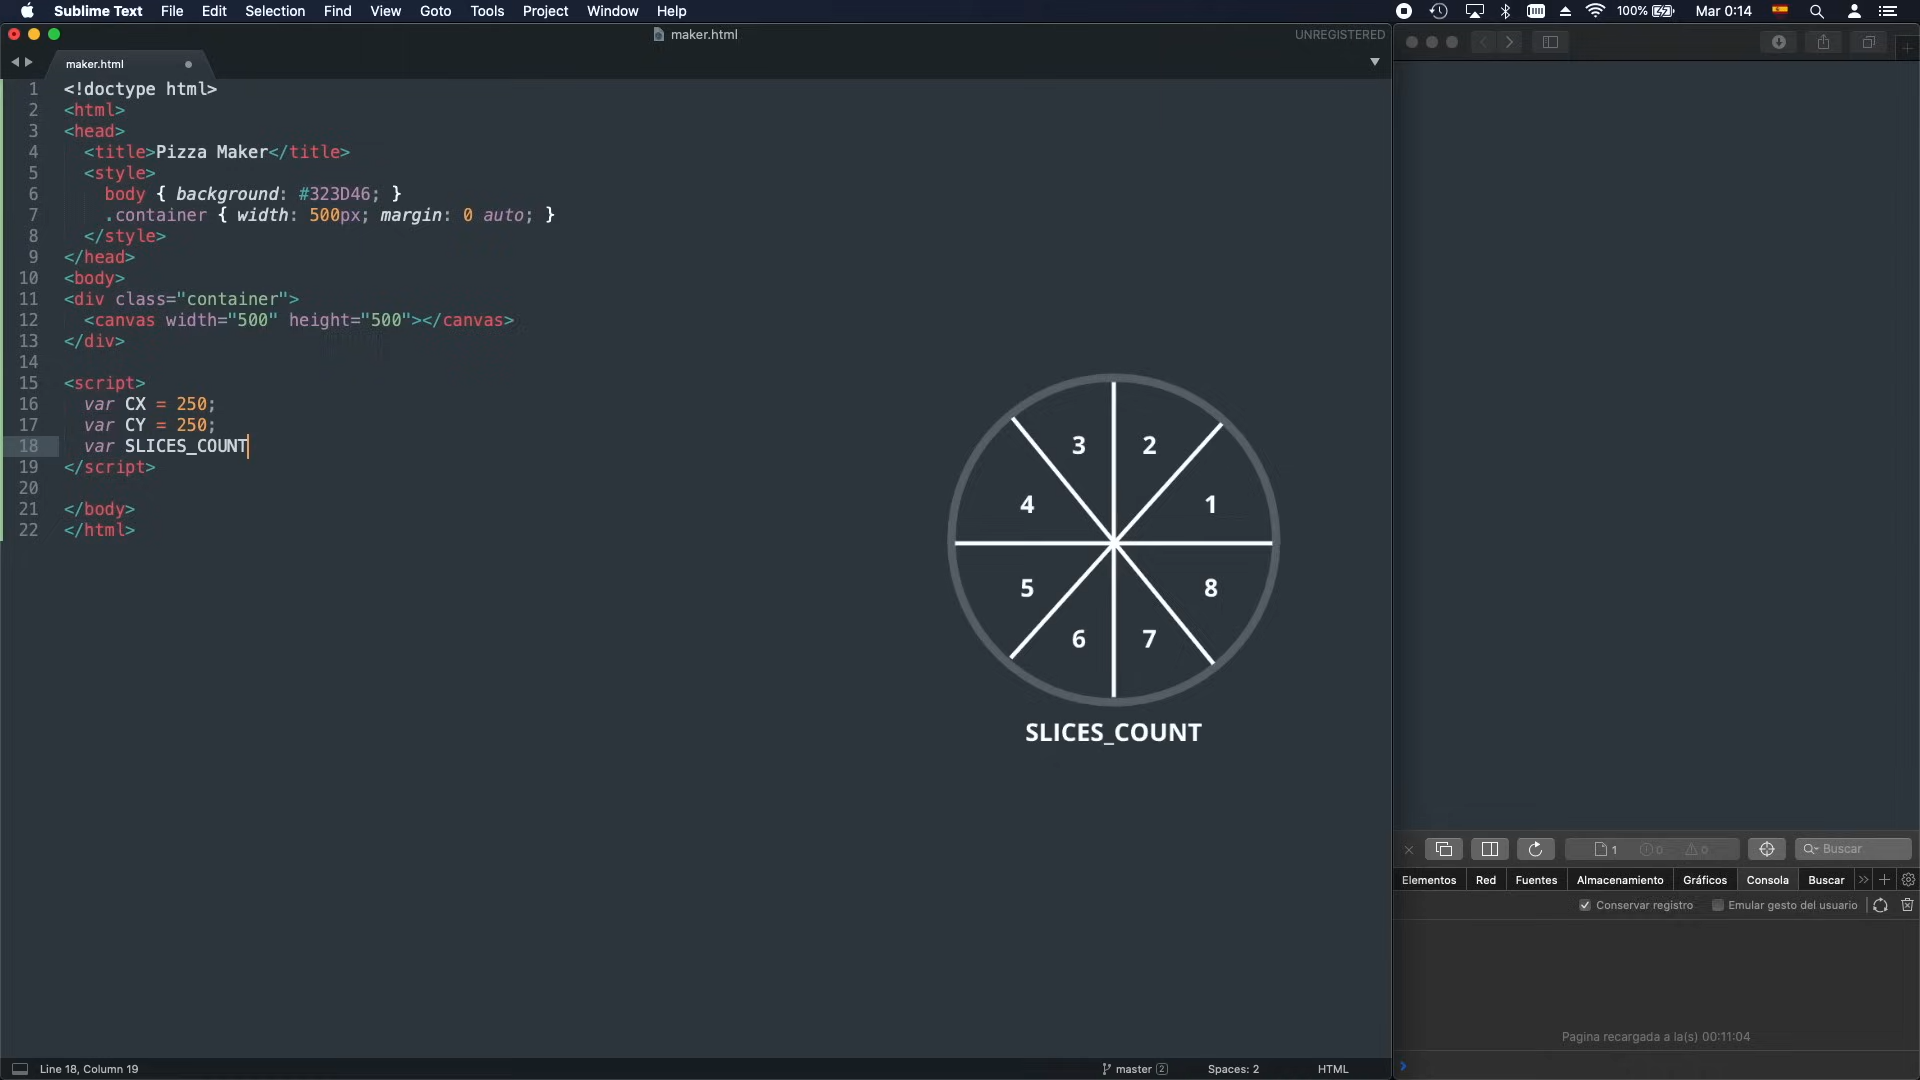 Sublime Text File Edit Selection Find View Goto Tools Project Window Help 100% Mar 0:14
maker.html UNREGISTERED
maker.html
1 <!doctype html>
2 <html>
3 <head>
4 <title>Pizza Maker</title>
5 <style>
6 body { background: #323D46; }
7 .container { width: 500px; margin: 0 auto; }
8 </style>
9 </head>
10 <body>
11 <div class="container">
12 <canvas width="500" height="500"></canvas>
13 </div>
14
15 <script>
16 var CX = 250;
17 var CY = 250;
18 var SLICES_COUNT
19 </script>
20
21 </body>
22 </html>
3 2
4 1
5 8
6 7
SLICES_COUNT
1 0 0 Buscar
Elementos Red Fuentes Almacenamiento Gráficos Consola Buscar
Conservar registro Emular gesto del usuario
Pagina recargada a la(s) 00:11:04
Line 18, Column 19 master 2 Spaces: 2 HTML